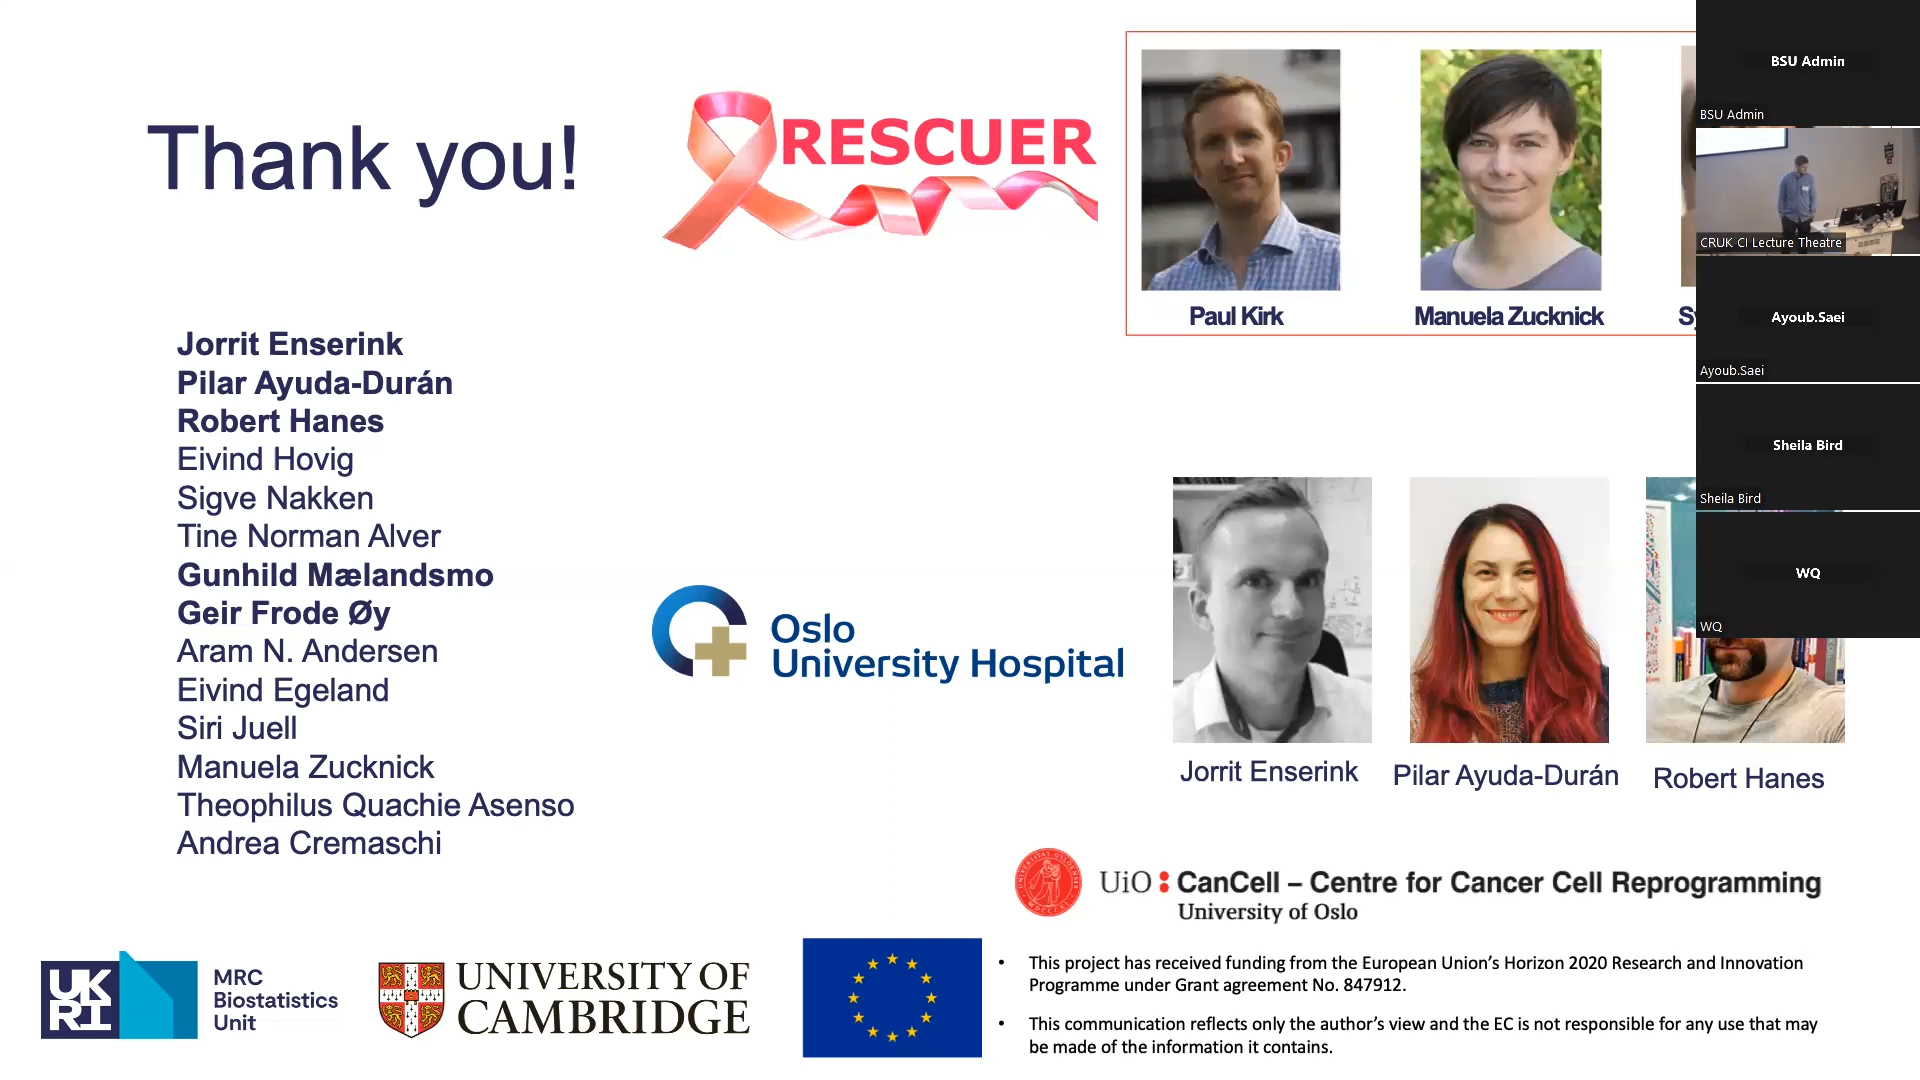 Thank you!
RESCUER
Paul Kirk
Manuela Zucknick
Jorrit Enserink
Pilar Ayuda-Durán
Robert Hanes
Eivind Hovig
Sigve Nakken
Tine Norman Alver
Gunhild Mælandsmo
Geir Frode Øy
Aram N. Andersen
Eivind Egeland
Siri Juell
Manuela Zucknick
Theophilus Quachie Asenso
Andrea Cremaschi
Oslo
University Hospital
Jorrit Enserink
Pilar Ayuda-Durán
Robert Hanes
UiO : CanCell – Centre for Cancer Cell Reprogramming
University of Oslo
UK
RI
MRC
Biostatistics
Unit
UNIVERSITY OF
CAMBRIDGE
• This project has received funding from the European Union’s Horizon 2020 Research and Innovation
Programme under Grant agreement No. 847912.
• This communication reflects only the author’s view and the EC is not responsible for any use that may
be made of the information it contains.
BSU Admin
BSU Admin
CRUK CI Lecture Theatre
Ayoub.Saei
Ayoub.Saei
Sheila Bird
Sheila Bird
WQ
WQ